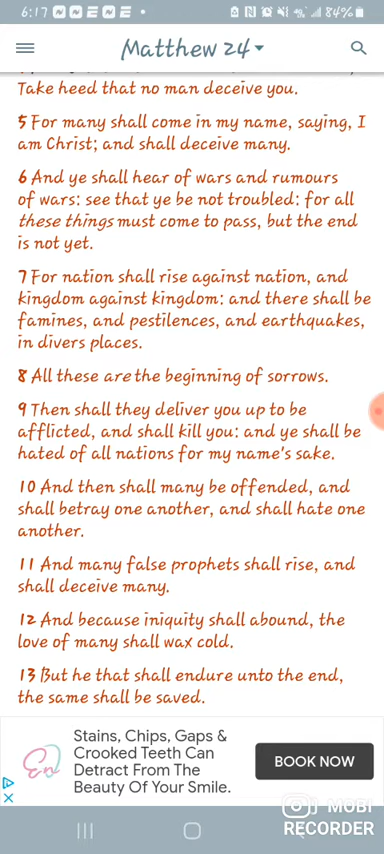 6:17
84%
Matthew 24
Take heed that no man deceive you.
5 For many shall come in my name, saying, I
am Christ; and shall deceive many.
6 And ye shall hear of wars and rumours
of wars: see that ye be not troubled: for all
these things must come to pass, but the end
is not yet.
7 For nation shall rise against nation, and
kingdom against kingdom: and there shall be
famines, and pestilences, and earthquakes,
in divers places.
8 All these are the beginning of sorrows.
9 Then shall they deliver you up to be
afflicted, and shall kill you: and ye shall be
hated of all nations for my name's sake.
10 And then shall many be offended, and
shall betray one another, and shall hate one
another.
11 And many false prophets shall rise, and
shall deceive many.
12 And because iniquity shall abound, the
love of many shall wax cold.
13 But he that shall endure unto the end,
the same shall be saved.
Stains, Chips, Gaps &
Crooked Teeth Can
Detract From The
Beauty Of Your Smile.
BOOK NOW
MOBI
RECORDER